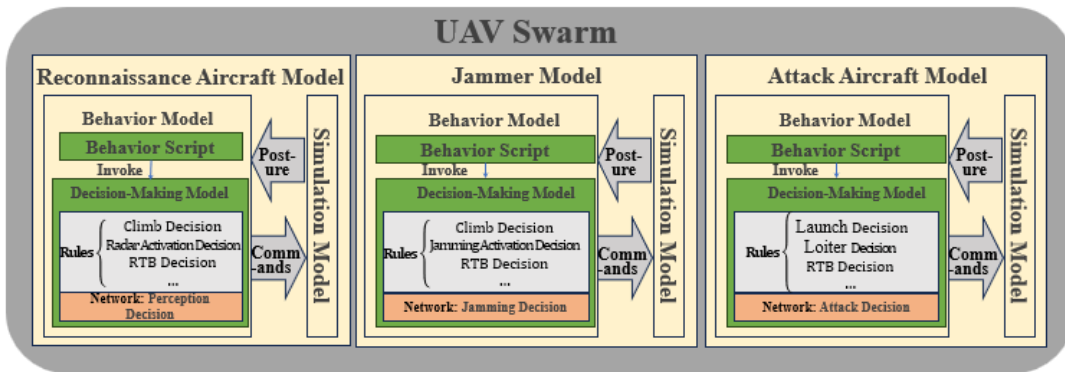 UAV Swarm
Reconnaissance Aircraft Model
Behavior Model
Behavior Script
Invoke
Decision-Making Model
Rules
Climb Decision
Radar Activation Decision
RTB Decision
...
Network: Perception
Decision
Post-
ure
Comm
-ands
Simulation Model
Jammer Model
Behavior Model
Behavior Script
Invoke
Decision-Making Model
Rules
Climb Decision
Jamming Activation Decision
RTB Decision
...
Network: Jamming Decision
Post-
ure
Comm
-ands
Simulation Model
Attack Aircraft Model
Behavior Model
Behavior Script
Invoke
Decision-Making Model
Rules
Launch Decision
Loiter Decision
RTB Decision
...
Network: Attack Decision
Post-
ure
Comm
-ands
Simulation Model